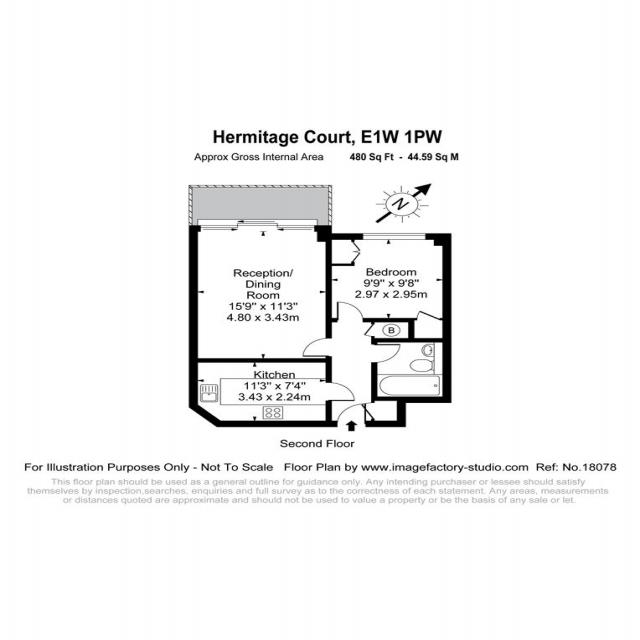 Hermitage Court, E1W 1PW
Approx Gross Internal Area 480 Sq Ft - 44.59 Sq M
N
Reception/
Dining
Room
15'9" x 11'3"
4.80 x 3.43m
Bedroom
9'9" x 9'8"
2.97 x 2.95m
B
Kitchen
11'3" x 7'4"
3.43 x 2.24m
Second Floor
For Illustration Purposes Only - Not To Scale Floor Plan by www.imagefactory-studio.com Ref: No.18078
This floor plan should be used as a general outline for guidance only. Any intending purchaser or lessee should satisfy
themselves by inspection,searches, enquiries and full survey as to the correctness of each statement. Any areas, measurements
or distances quoted are approximate and should not be used to value a property or be the basis of any sale or let.